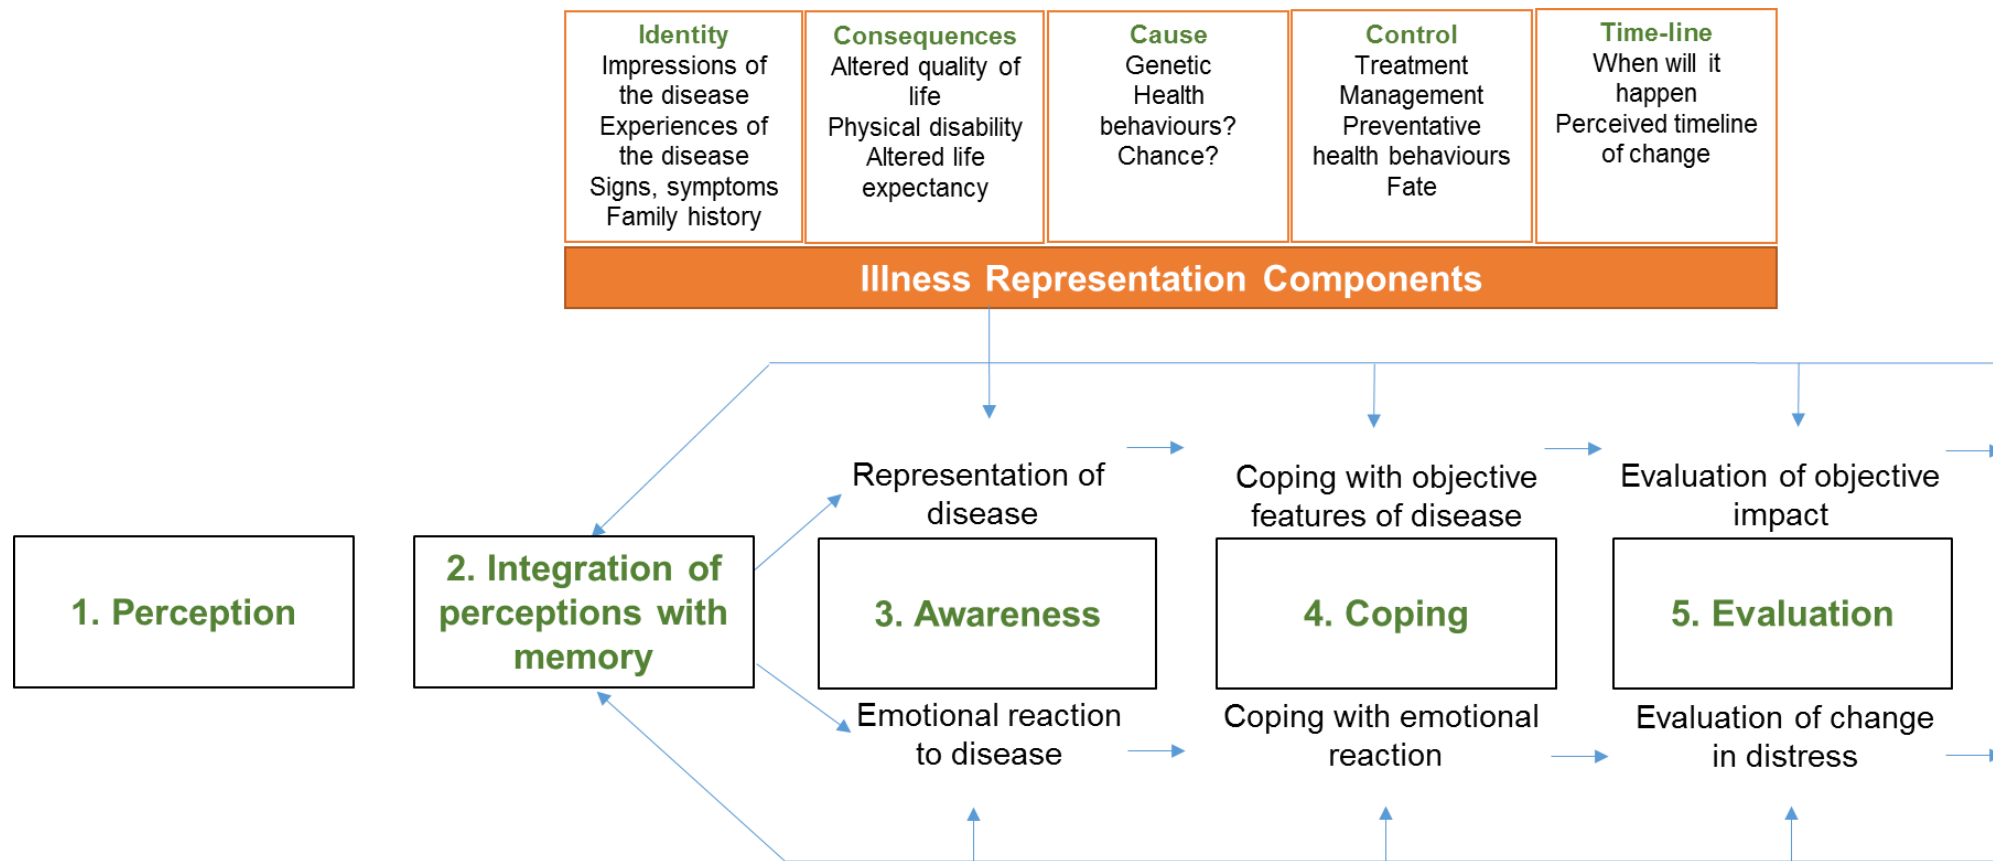 Identity
Impressions of
the disease
Experiences of
the disease
Signs, symptoms
Family history
Consequences
Altered quality of
life
Physical disability
Altered life
expectancy
Cause
Genetic
Health
behaviours?
Chance?
Control
Treatment
Management
Preventative
health behaviours
Fate
Time-line
When will it
happen
Perceived timeline
of change
Illness Representation Components
Representation of
disease
Coping with objective
features of disease
Evaluation of objective
impact
1. Perception
2. Integration of
perceptions with
memory
3. Awareness
4. Coping
5. Evaluation
Emotional reaction
to disease
Coping with emotional
reaction
Evaluation of change
in distress